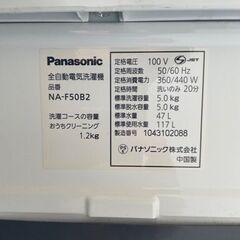 Panasonic
全自動電気洗濯機
品番
NA-F50B2
洗濯コースの容量
おうちクリーニング
1.2kg
定格電圧 100 V
JET
定格周波数 50/60 Hz
定格消費電力 360/440 W
定格時間 洗いのみ 20分
標準洗濯容量 5.0 kg
標準脱水容量 5.0 kg
標準水量 47 L
標準使用水量 117 L
製造番号 1043102088
パナソニック株式会社
中国製